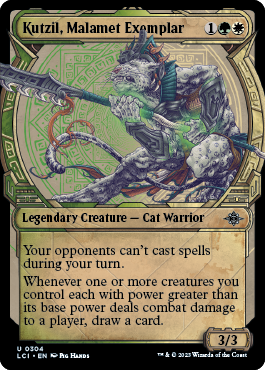 Kutzil, Malamet Exemplar 1
Legendary Creature — Cat Warrior
Your opponents can't cast spells
during your turn.
Whenever one or more creatures you
control each with power greater than
its base power deals combat damage
to a player, draw a card.
3/3
U 0304
LCI • EN Pig Hands
™ & © 2023 Wizards of the Coast